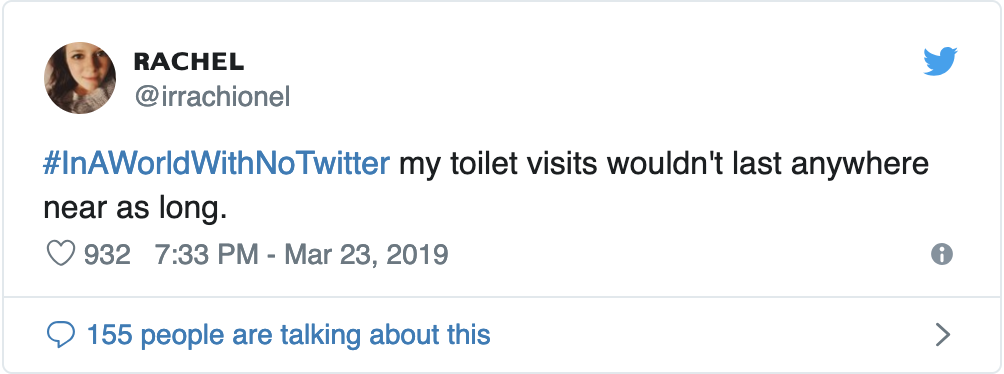 RACHEL
@irrachionel
#InAWorldWithNoTwitter my toilet visits wouldn't last anywhere
near as long.
932 7:33 PM - Mar 23, 2019
155 people are talking about this